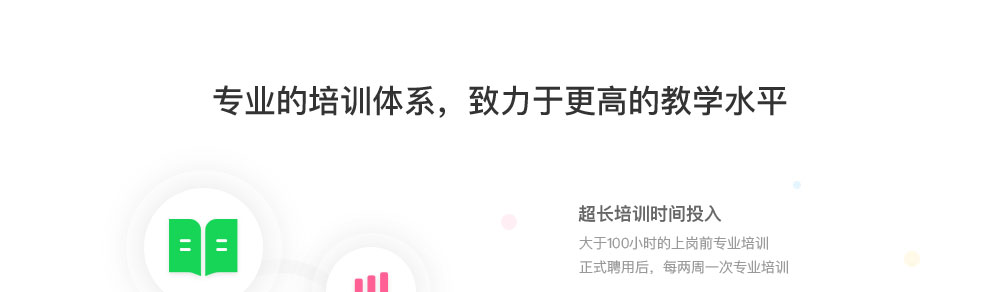 专业的培训体系，致力于更高的教学水平
超长培训时间投入
大于100小时的上岗前专业培训
正式聘用后，每两周一次专业培训